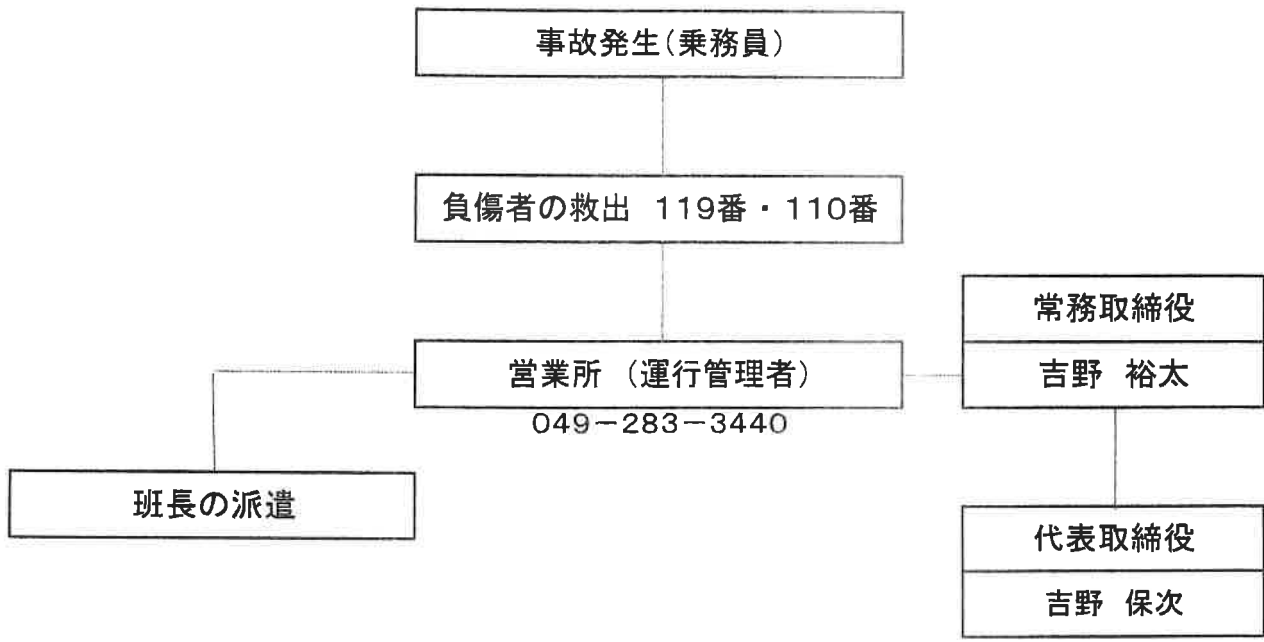 事故発生(乗務員)
負傷者の救出 119番・110番
営業所 (運行管理者)
049-283-3440
常務取締役
吉野 裕太
班長の派遣
代表取締役
吉野 保次